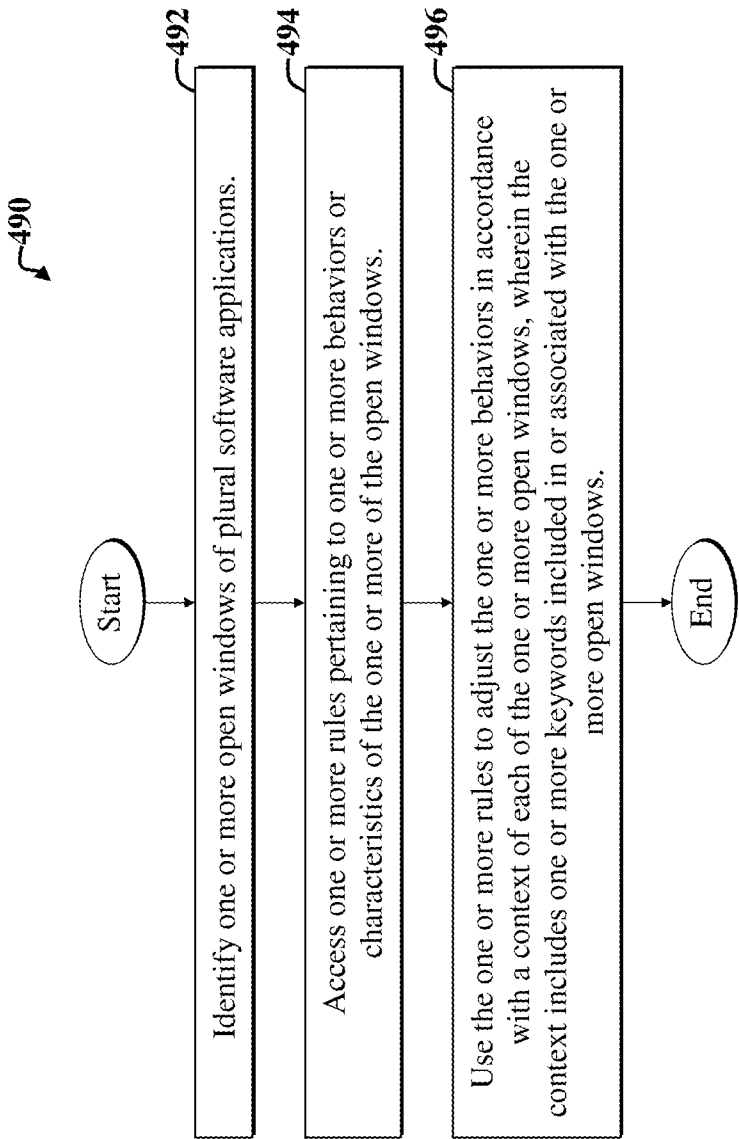 490
Start
492
Identify one or more open windows of plural software applications.
494
Access one or more rules pertaining to one or more behaviors or
characteristics of the one or more of the open windows.
496
Use the one or more rules to adjust the one or more behaviors in accordance
with a context of each of the one or more open windows, wherein the
context includes one or more keywords included in or associated with the one or
more open windows.
End